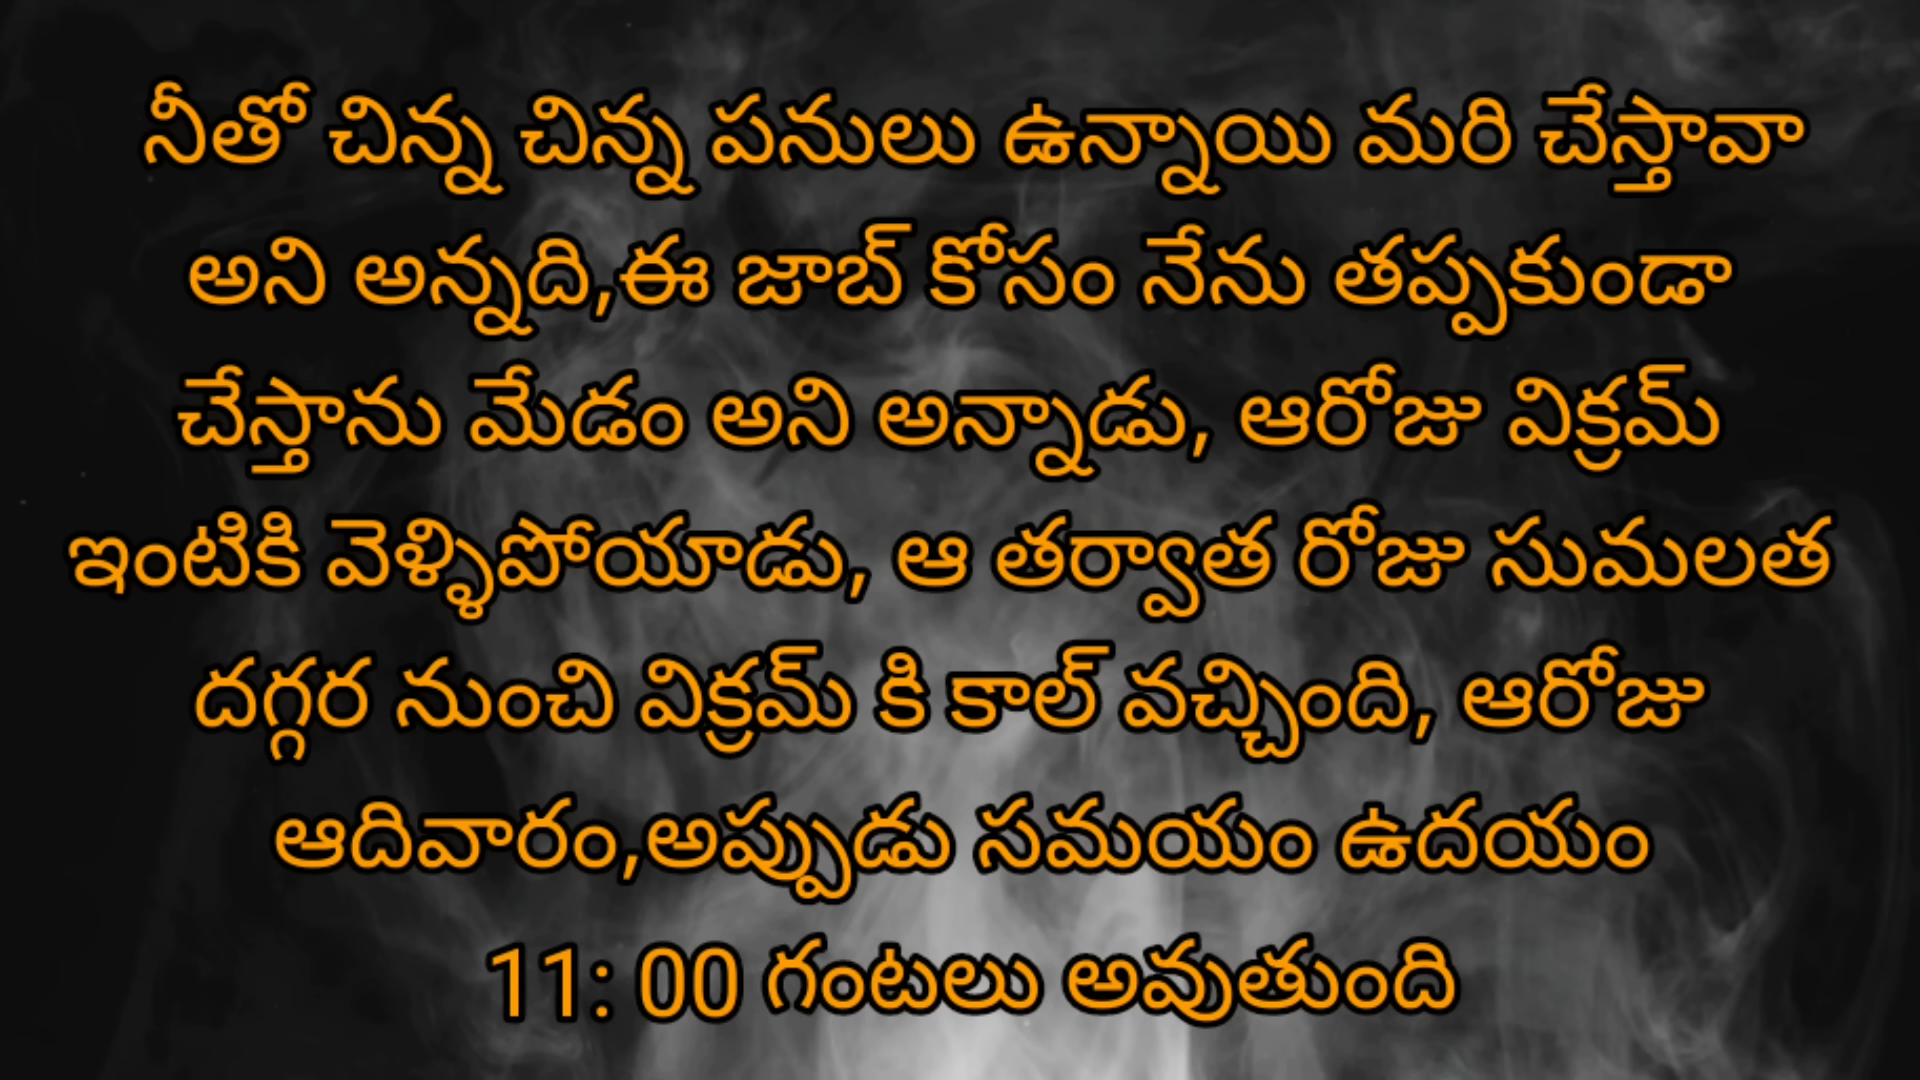 నీతో చిన్న చిన్న పనులు ఉన్నాయి మరి చేస్తావా
అని అన్నది,ఈ జాబ్ కోసం నేను తప్పకుండా
చేస్తాను మేడం అని అన్నాడు, ఆరోజు విక్రమ్
ఇంటికి వెళ్ళిపోయాడు, ఆ తర్వాత రోజు సుమలత
దగ్గర నుంచి విక్రమ్ కి కాల్ వచ్చింది, ఆరోజు
ఆదివారం,అప్పుడు సమయం ఉదయం
11: 00 గంటలు అవుతుంది